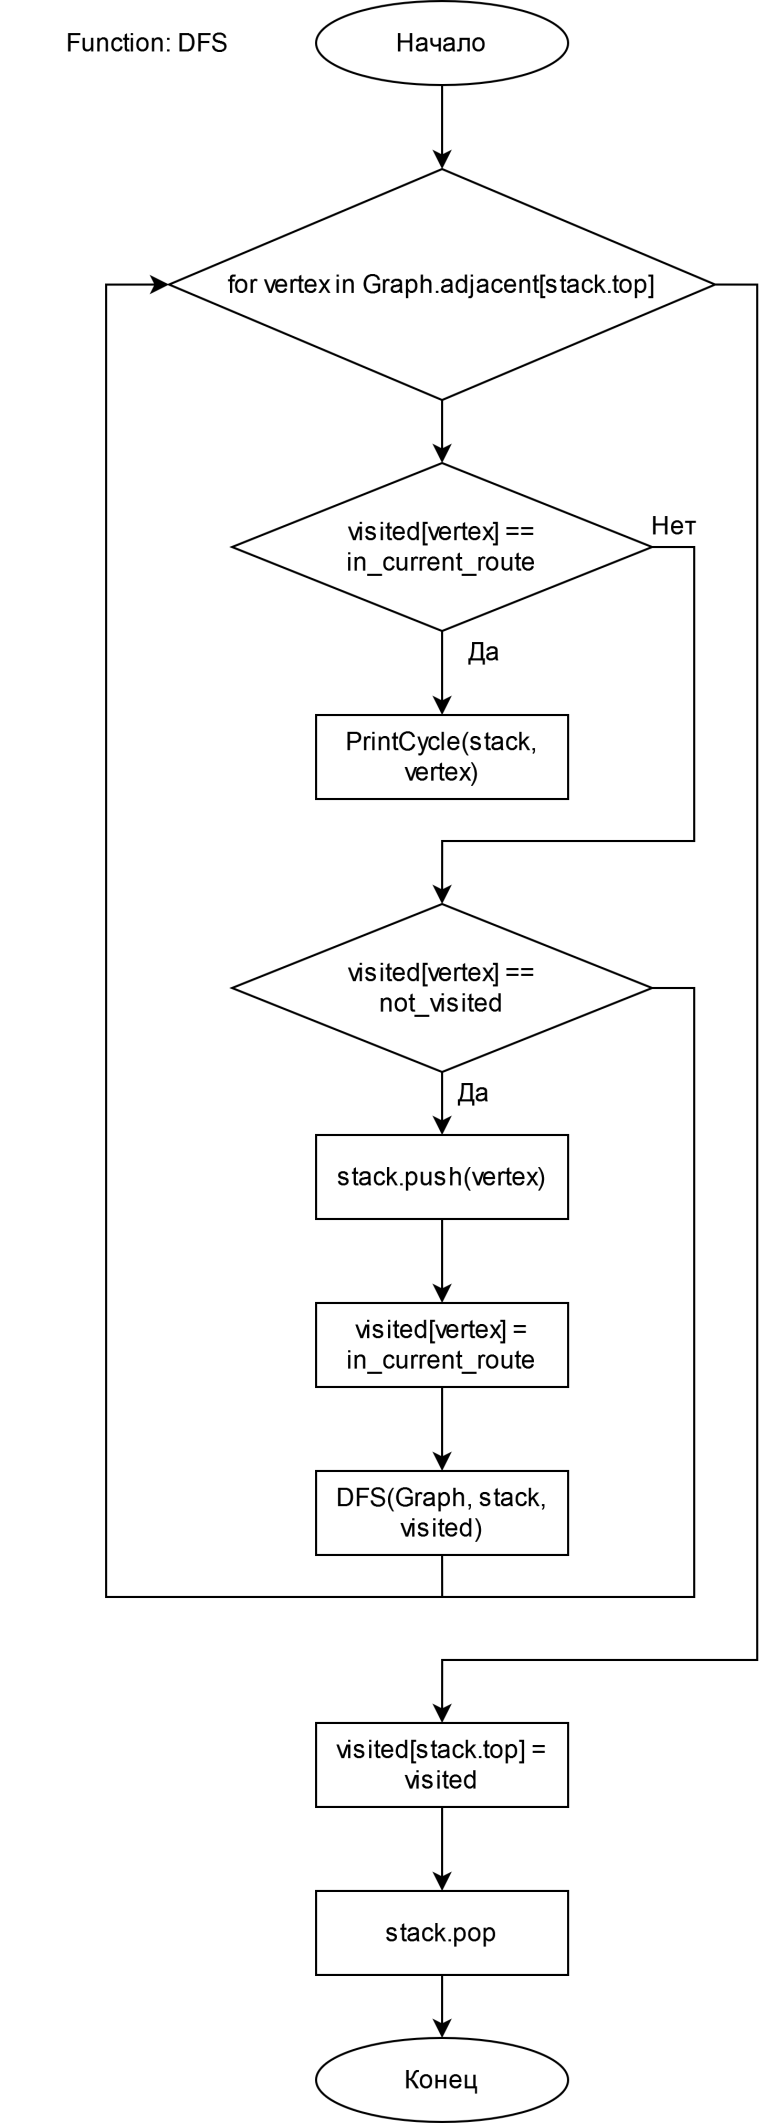 Function: DFS
Начало
for vertex in Graph.adjacent[stack.top]
visited[vertex] ==
in_current_route
Нет
Да
PrintCycle(stack,
vertex)
visited[vertex] ==
not_visited
Да
stack.push(vertex)
visited[vertex] =
in_current_route
DFS(Graph, stack,
visited)
visited[stack.top] =
visited
stack.pop
Конец